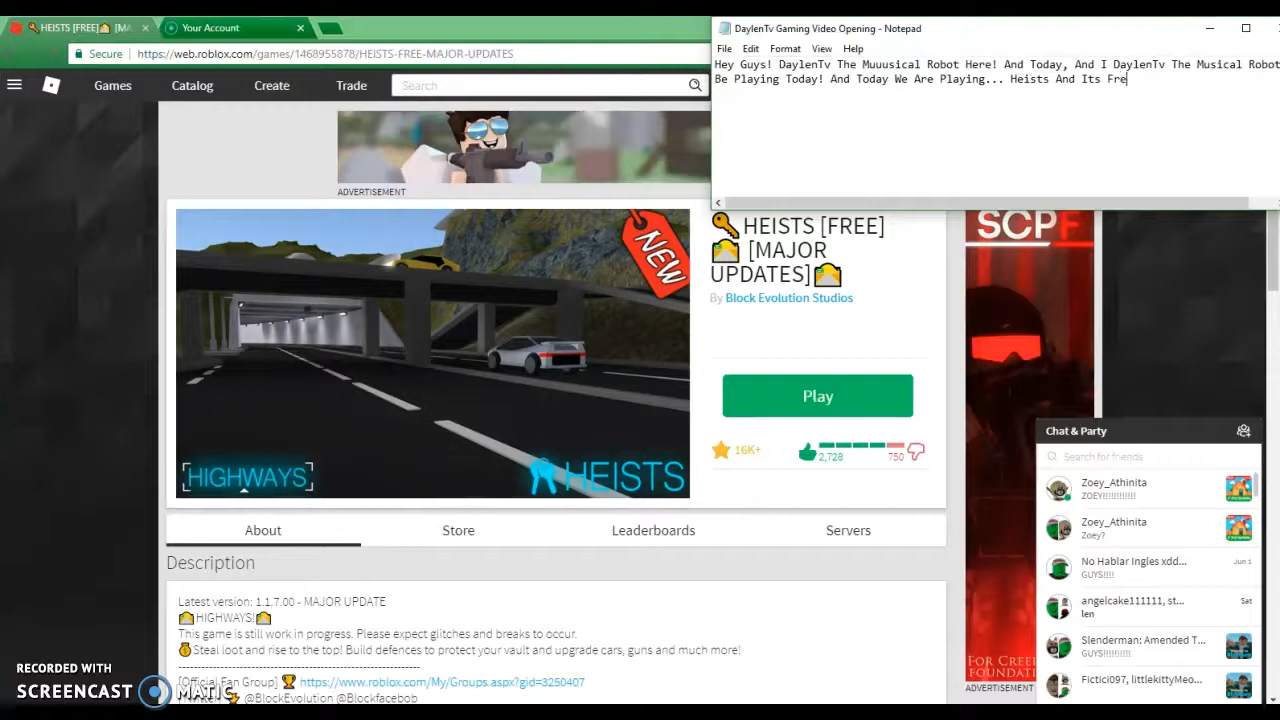 🔑HEISTS [FREE]🏠 [MA
Your Account
Secure
https://web.roblox.com/games/1468955878/HEISTS-FREE-MAJOR-UPDATES
DaylenTv Gaming Video Opening - Notepad
File Edit Format View Help
Hey Guys! DaylenTv The Muuusical Robot Here! And Today, And I DaylenTv The Musical Robot
Be Playing Today! And Today We Are Playing... Heists And Its Fre
Games
Catalog
Create
Trade
Search
ADVERTISEMENT
NEW
HIGHWAYS
HEISTS
HEISTS [FREE]
[MAJOR
UPDATES]
By Block Evolution Studios
Play
16K+
2,728
750
About
Store
Leaderboards
Servers
Description
Latest version: 1.1.7.00 - MAJOR UPDATE
HIGHWAYS!
This game is still work in progress. Please expect glitches and breaks to occur.
Steal loot and rise to the top! Build defences to protect your vault and upgrade cars, guns and much more!
--------------------------------------------------------
[Official Fan Group] 🏆 https://www.roblox.com/My/Groups.aspx?gid=3250407
@BlockEvolution @Blockfacebob
SCPF
FOR CREE
FOUNDATION
ADVERTISEMENT
Chat & Party
Search for friends
Zoey_Athinita
ZOEY!!!!!!!!!!!!
Zoey_Athinita
Zoey?
No Hablar Ingles xdd...
Jun 1
GUYS!!!!
angelcake111111, st...
Sat
len
Slenderman: Amended T...
GUYS!!!!!!!!!!
Fictici097, littlekittyMeo...
RECORDED WITH
SCREENCAST MATIC